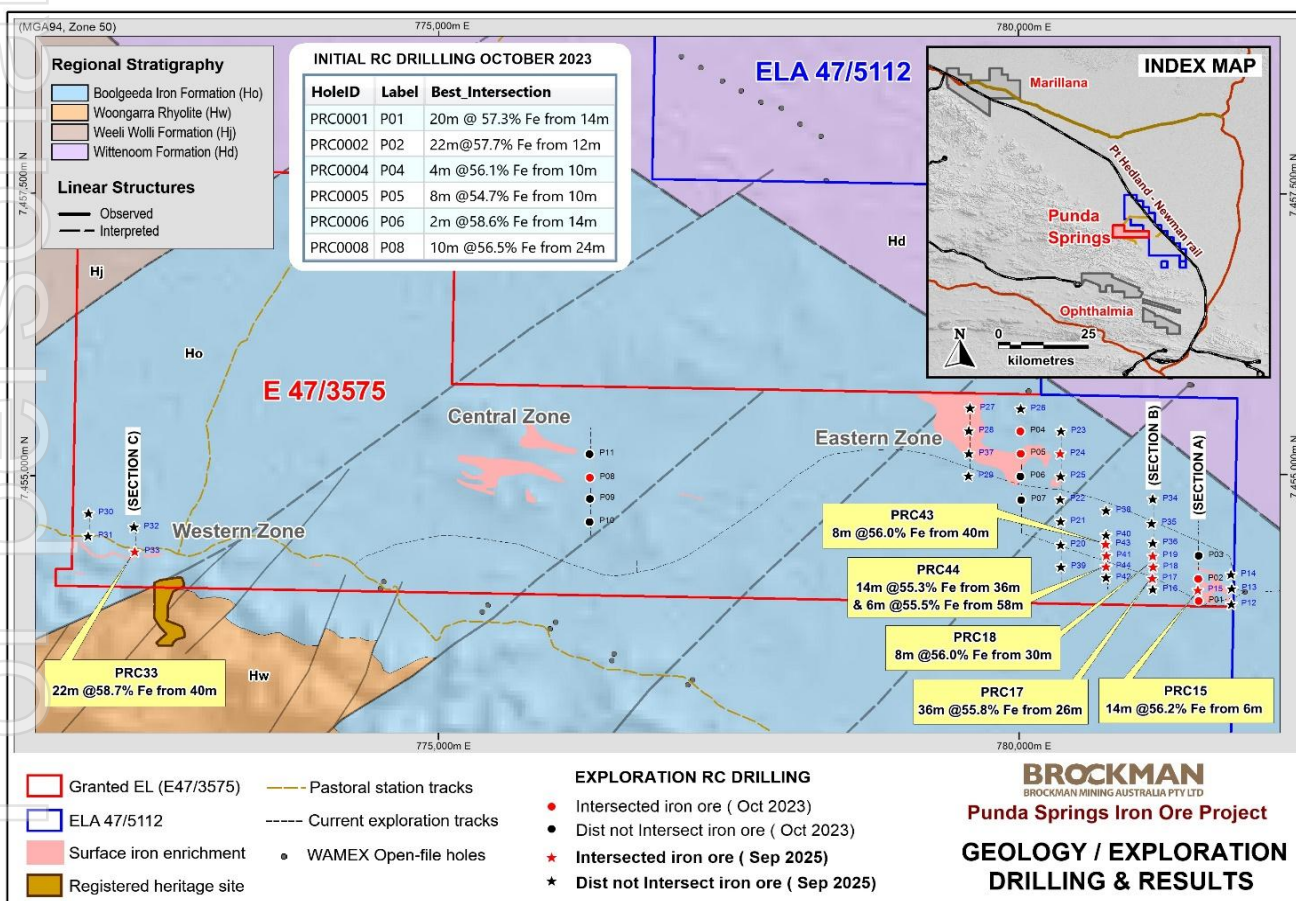 (MGA94, Zone 50)
775,000m E
780,000m E
7,457,500m N
7,457,500m N
7,455,000m N
7,455,000m N
Regional Stratigraphy
Boolgeeda Iron Formation (Ho)
Woongarra Rhyolite (Hw)
Weeli Wolli Formation (Hj)
Wittenoom Formation (Hd)
Linear Structures
Observed
Interpreted
INITIAL RC DRILLLING OCTOBER 2023
HoleID Label Best_Intersection
PRC0001 P01 20m @ 57.3% Fe from 14m
PRC0002 P02 22m@57.7% Fe from 12m
PRC0004 P04 4m @56.1% Fe from 10m
PRC0005 P05 8m @54.7% Fe from 10m
PRC0006 P06 2m @58.6% Fe from 14m
PRC0008 P08 10m @56.5% Fe from 24m
ELA 47/5112
INDEX MAP
Marillana
Pt Hedland - Newman rail
Punda
Springs
Ophthalmia
N
0 25
kilometres
Hj
Hd
Ho
E 47/3575
Central Zone
Eastern Zone
Western Zone
(SECTION C)
(SECTION B)
(SECTION A)
P11
P08
P09
P10
P27
P28
P37
P29
P26
P04
P05
P06
P07
P23
P24
P25
P22
P21
P20
P39
P38
P40
P43
P41
P44
P42
P34
P35
P36
P19
P18
P17
P16
P03
P02
P15
P01
P14
P13
P12
P30
P31
P32
P33
PRC43
8m @56.0% Fe from 40m
PRC44
14m @55.3% Fe from 36m
& 6m @55.5% Fe from 58m
PRC18
8m @56.0% Fe from 30m
PRC17
36m @55.8% Fe from 26m
PRC15
14m @56.2% Fe from 6m
PRC33
22m @58.7% Fe from 40m
Hw
775,000m E
780,000m E
Granted EL (E47/3575)
ELA 47/5112
Surface iron enrichment
Registered heritage site
Pastoral station tracks
Current exploration tracks
WAMEX Open-file holes
EXPLORATION RC DRILLING
Intersected iron ore ( Oct 2023)
Dist not Intersect iron ore ( Oct 2023)
Intersected iron ore ( Sep 2025)
Dist not Intersect iron ore ( Sep 2025)
BROCKMAN
BROCKMAN MINING AUSTRALIA PTY LTD
Punda Springs Iron Ore Project
GEOLOGY / EXPLORATION
DRILLING & RESULTS